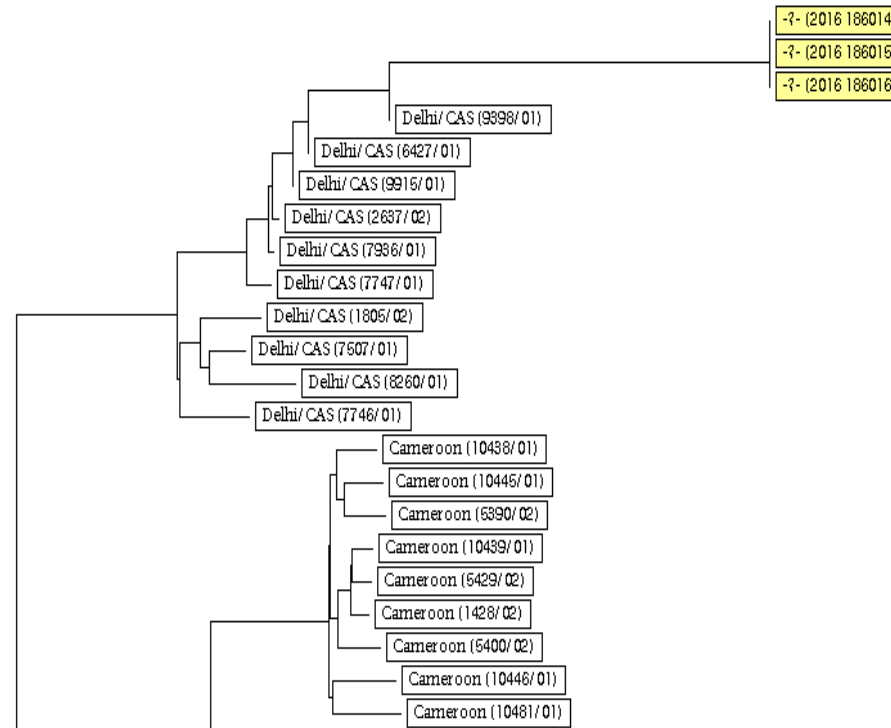 -?- (2016 186014
-?- (2016 186015
-?- (2016 186016
Delhi/ CAS (9398/ 01)
Delhi/ CAS (6427/ 01)
Delhi/ CAS (9915/ 01)
Delhi/ CAS (2637/ 02)
Delhi/ CAS (7936/ 01)
Delhi/ CAS (7747/ 01)
Delhi/ CAS (1805/ 02)
Delhi/ CAS (7507/ 01)
Delhi/ CAS (8260/ 01)
Delhi/ CAS (7746/ 01)
Cameroon (10438/ 01)
Cameroon (10445/ 01)
Cameroon (5390/ 02)
Cameroon (10439/ 01)
Cameroon (5429/ 02)
Cameroon (1428/ 02)
Cameroon (5400/ 02)
Cameroon (10446/ 01)
Cameroon (10481/ 01)